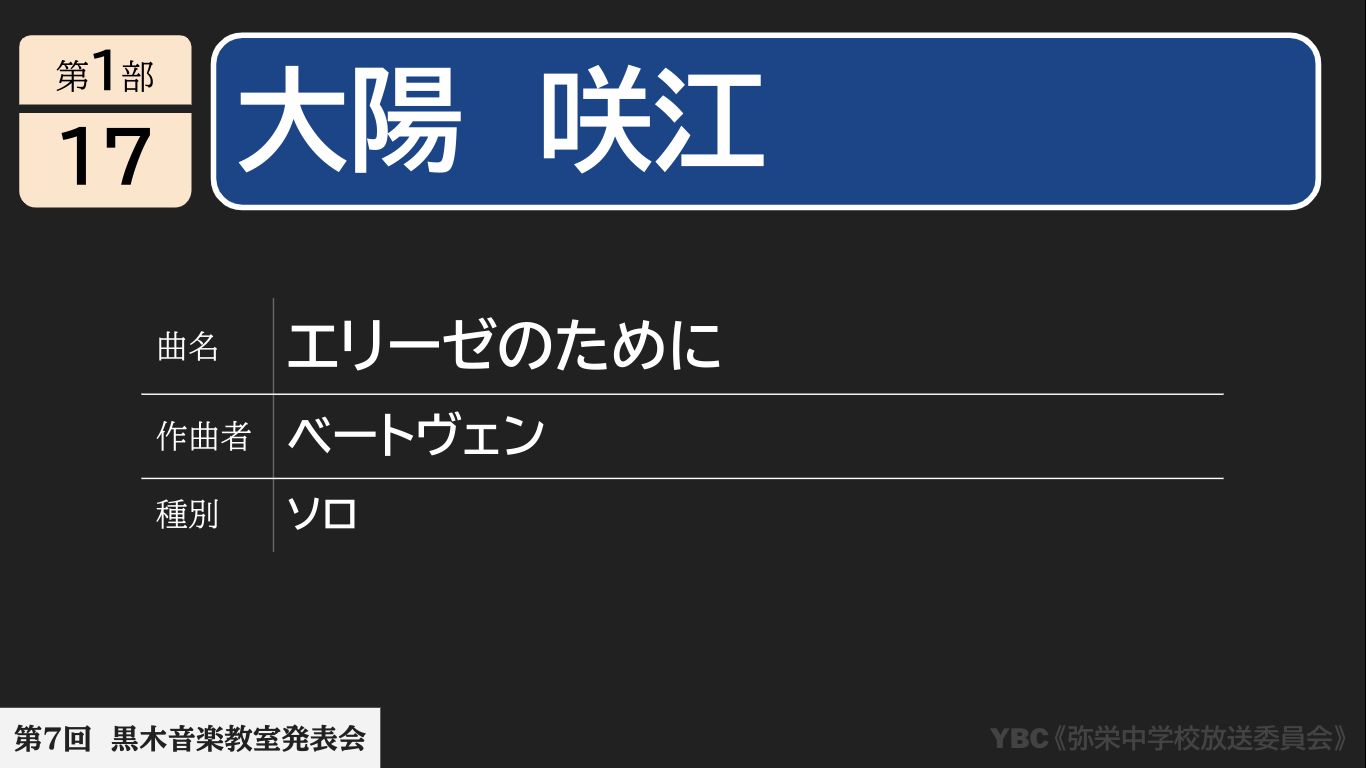 第1部
17
大陽　咲江
曲名 エリーゼのために
作曲者 ベートヴェン
種別 ソロ
第7回　黒木音楽教室発表会
YBC《弥栄中学校放送委員会》